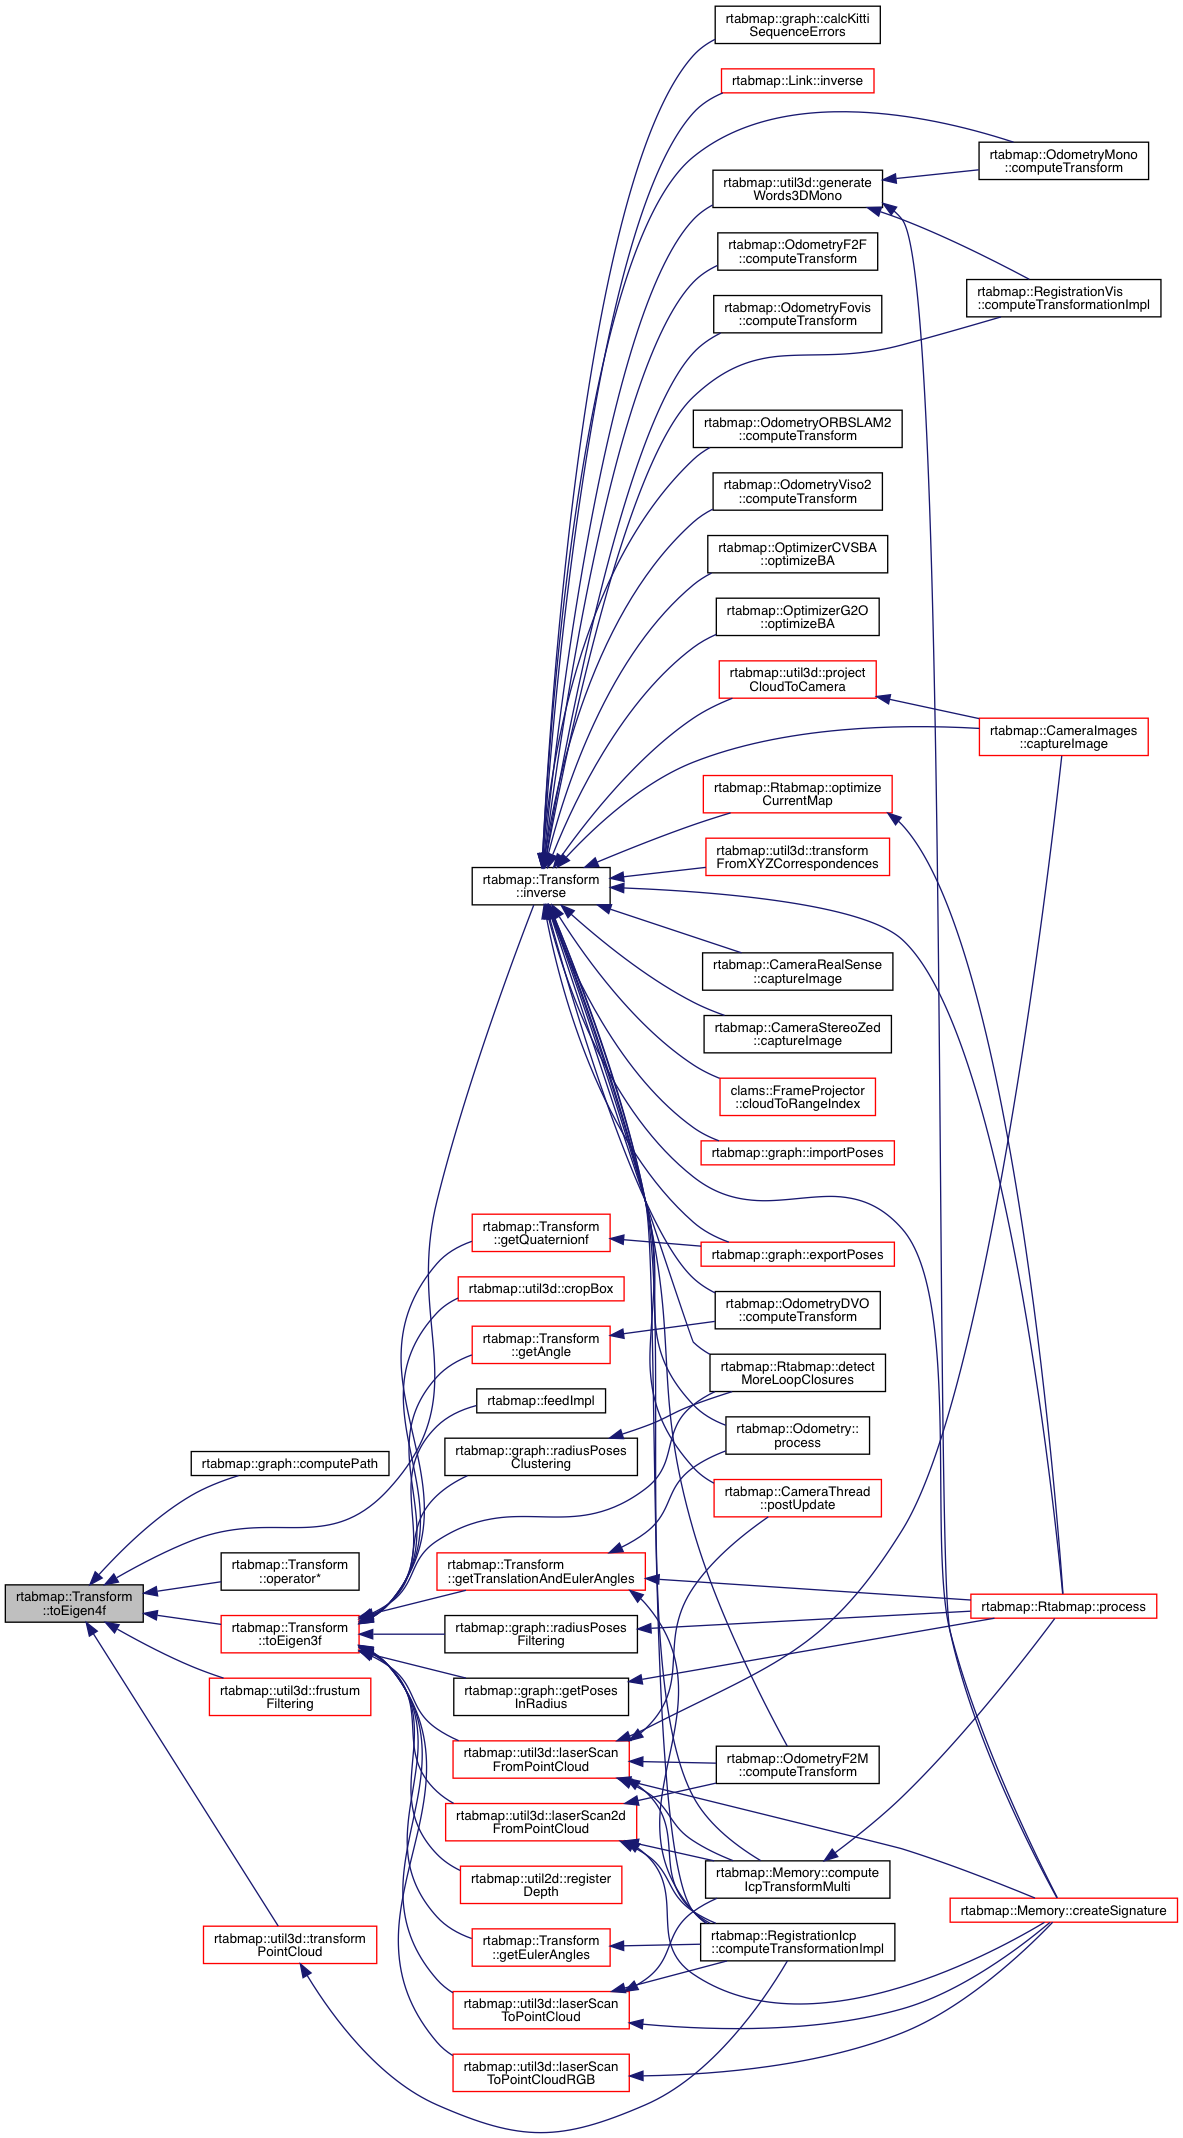 rtabmap::graph::calcKitti
SequenceErrors
rtabmap::Link::inverse
rtabmap::OdometryMono
::computeTransform
rtabmap::util3d::generate
Words3DMono
rtabmap::OdometryF2F
::computeTransform
rtabmap::RegistrationVis
::computeTransformationImpl
rtabmap::OdometryFovis
::computeTransform
rtabmap::OdometryORBSLAM2
::computeTransform
rtabmap::OdometryViso2
::computeTransform
rtabmap::OptimizerCVSBA
::optimizeBA
rtabmap::OptimizerG2O
::optimizeBA
rtabmap::util3d::project
CloudToCamera
rtabmap::CameraImages
::captureImage
rtabmap::Rtabmap::optimize
CurrentMap
rtabmap::util3d::transform
FromXYZCorrespondences
rtabmap::Transform
::inverse
rtabmap::CameraRealSense
::captureImage
rtabmap::CameraStereoZed
::captureImage
clams::FrameProjector
::cloudToRangeIndex
rtabmap::graph::importPoses
rtabmap::Transform
::getQuaternionf
rtabmap::graph::exportPoses
rtabmap::util3d::cropBox
rtabmap::OdometryDVO
::computeTransform
rtabmap::Transform
::getAngle
rtabmap::Rtabmap::detect
MoreLoopClosures
rtabmap::feedImpl
rtabmap::Odometry::
process
rtabmap::graph::radiusPoses
Clustering
rtabmap::graph::computePath
rtabmap::CameraThread
::postUpdate
rtabmap::Transform
::operator*
rtabmap::Transform
::getTranslationAndEulerAngles
rtabmap::Transform
::toEigen4f
rtabmap::Rtabmap::process
rtabmap::Transform
::toEigen3f
rtabmap::graph::radiusPoses
Filtering
rtabmap::util3d::frustum
Filtering
rtabmap::graph::getPoses
InRadius
rtabmap::util3d::laserScan
FromPointCloud
rtabmap::OdometryF2M
::computeTransform
rtabmap::util3d::laserScan2d
FromPointCloud
rtabmap::util2d::register
Depth
rtabmap::Memory::compute
IcpTransformMulti
rtabmap::Memory::createSignature
rtabmap::util3d::transform
PointCloud
rtabmap::Transform
::getEulerAngles
rtabmap::RegistrationIcp
::computeTransformationImpl
rtabmap::util3d::laserScan
ToPointCloud
rtabmap::util3d::laserScan
ToPointCloudRGB